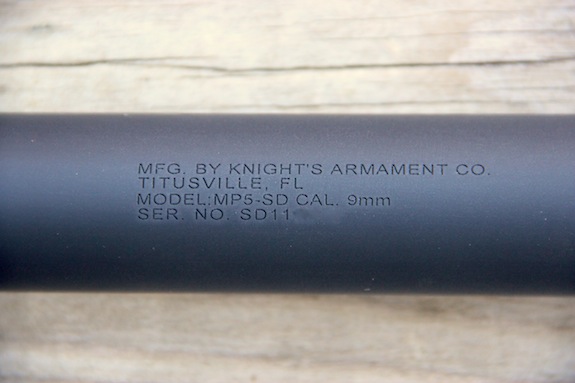 MFG. BY KNIGHT'S ARMAMENT CO.
TITUSVILLE, FL
MODEL:MP5-SD CAL. 9mm
SER. NO. SD11